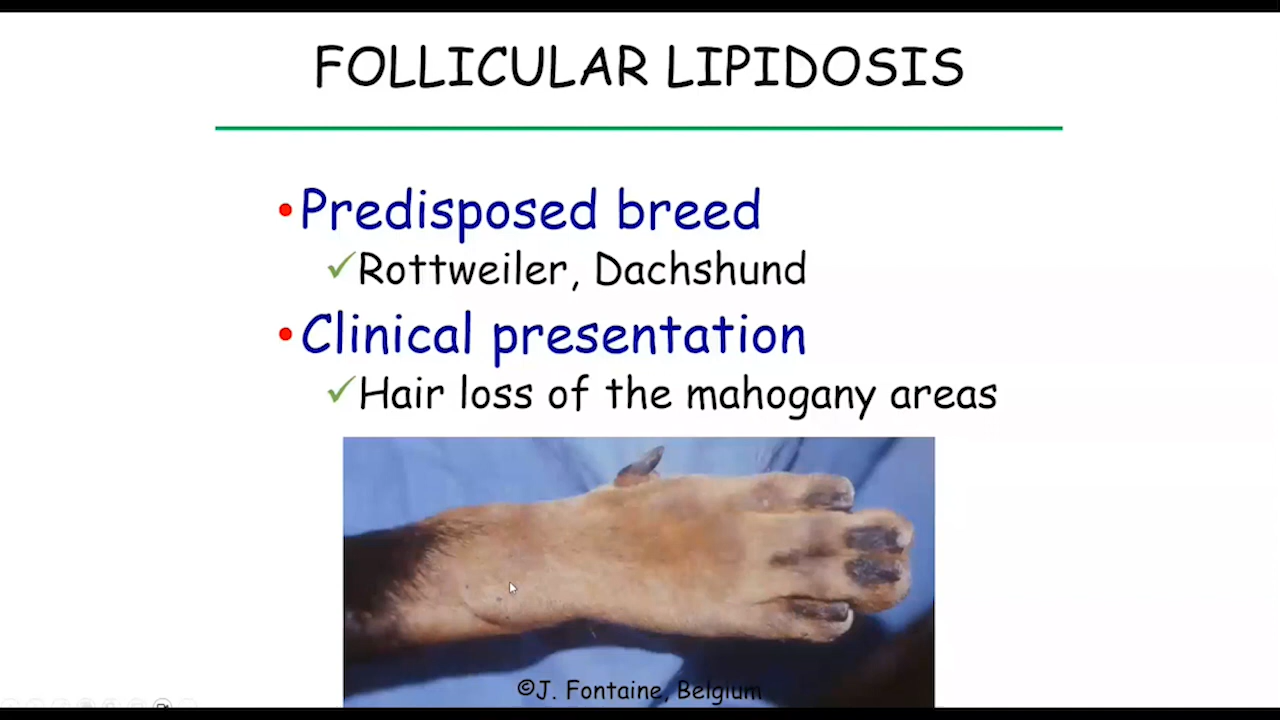 FOLLICULAR LIPIDOSIS
•Predisposed breed
✓Rottweiler, Dachshund
•Clinical presentation
✓Hair loss of the mahogany areas
©J. Fontaine, Belgium